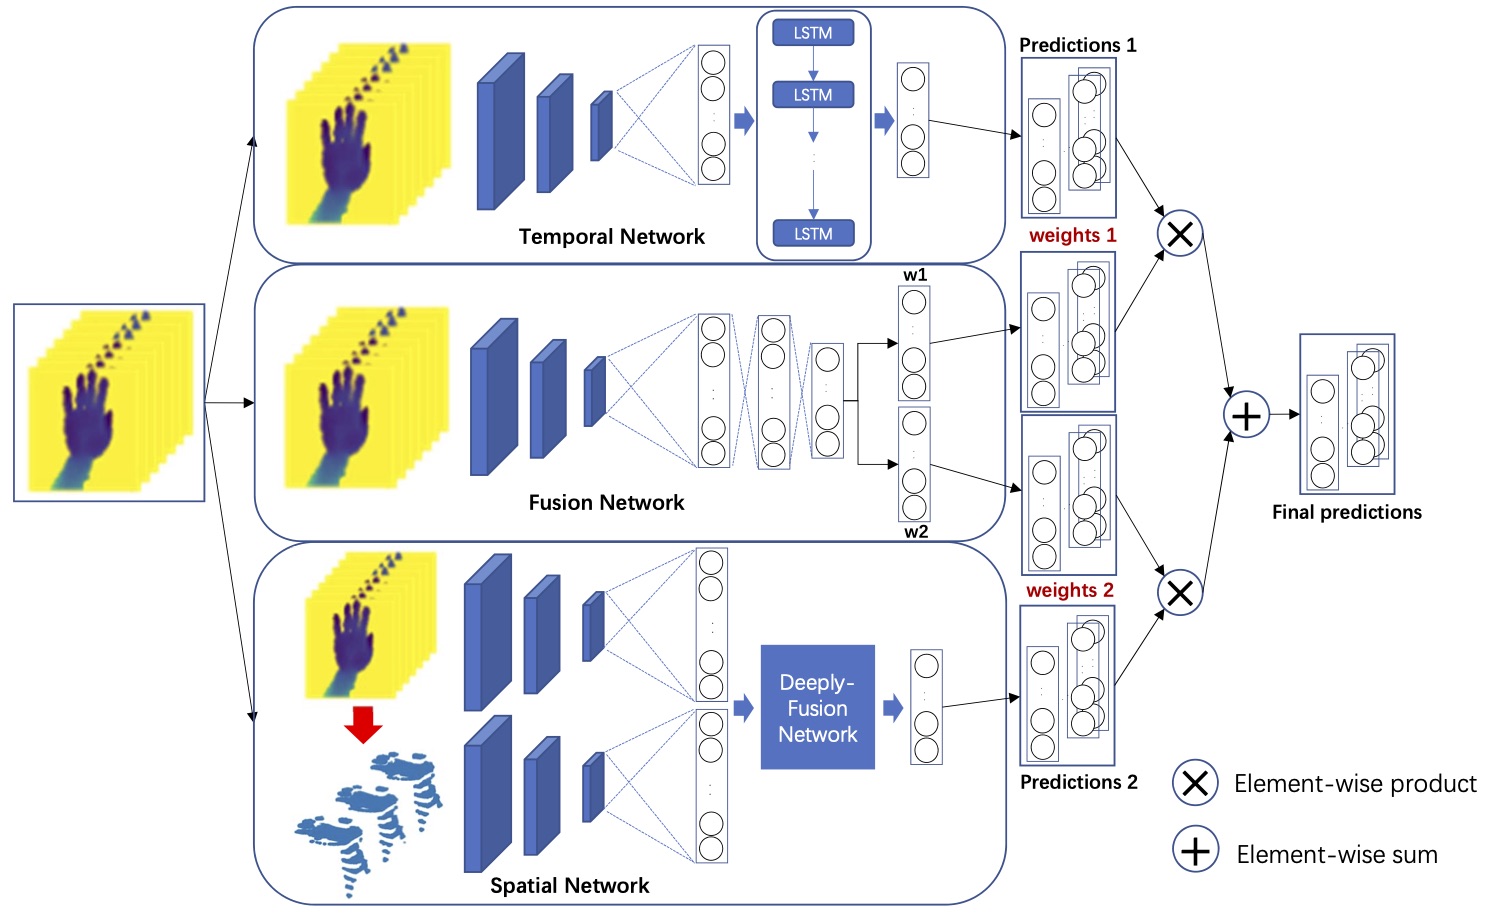 LSTM
LSTM
LSTM
Temporal Network
Predictions 1
weights 1
w1
Fusion Network
w2
weights 2
Final predictions
Deeply-
Fusion
Network
Spatial Network
Predictions 2
Element-wise product
Element-wise sum